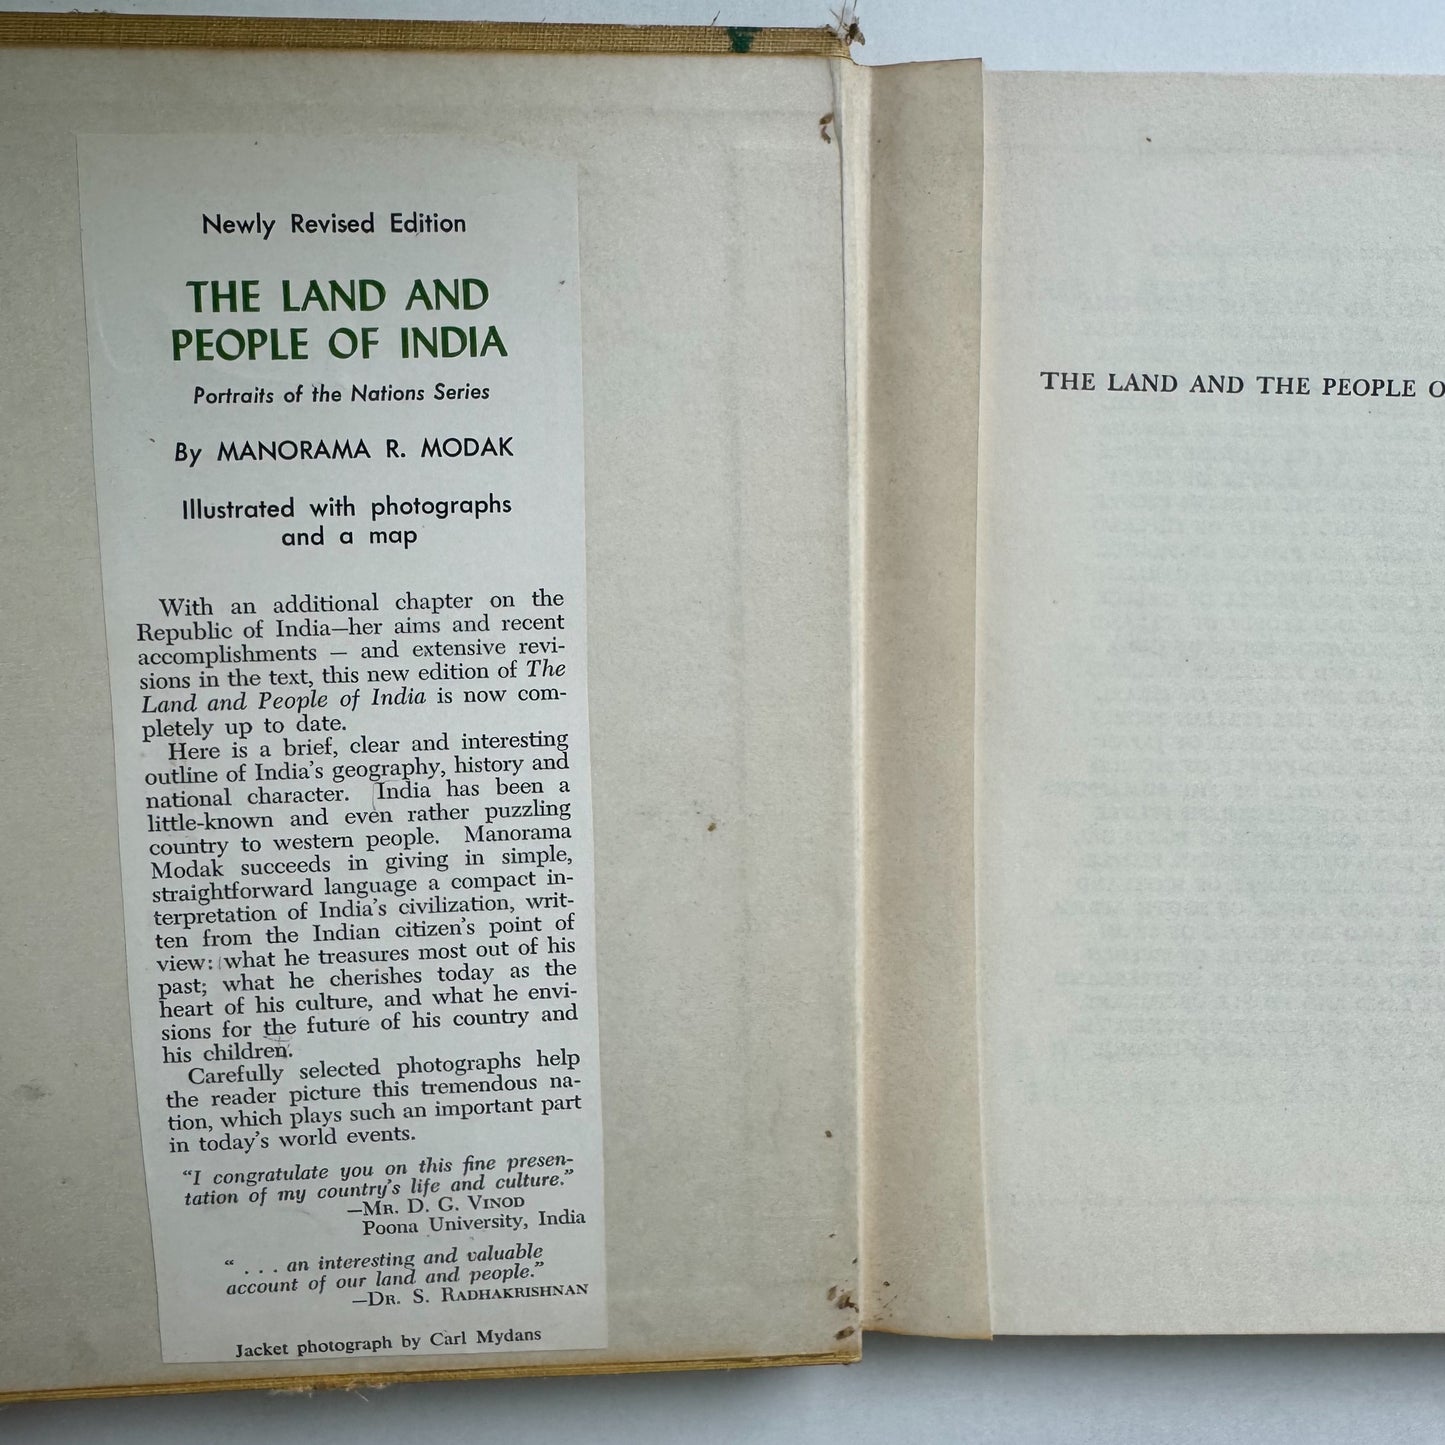 Newly Revised Edition
THE LAND AND
PEOPLE OF INDIA
Portraits of the Nations Series
By MANORAMA R. MODAK
Illustrated with photographs
and a map
With an additional chapter on the
Republic of India—her aims and recent
accomplishments — and extensive revi-
sions in the text, this new edition of The
Land and People of India is now com-
pletely up to date.
Here is a brief, clear and interesting
outline of India's geography, history and
national character. India has been a
little-known and even rather puzzling
country to western people. Manorama
Modak succeeds in giving in simple,
straightforward language a compact in-
terpretation of India's civilization, writ-
ten from the Indian citizen's point of
view: what he treasures most out of his
past; what he cherishes today as the
heart of his culture, and what he envi-
sions for the future of his country and
his children.
Carefully selected photographs help
the reader picture this tremendous na-
tion, which plays such an important part
in today's world events.
"I congratulate you on this fine presen-
tation of my country's life and culture."
—MR. D. G. VINOD
Poona University, India
" . . . an interesting and valuable
account of our land and people."
—DR. S. RADHAKRISHNAN
Jacket photograph by Carl Mydans
THE LAND AND THE PEOPLE O